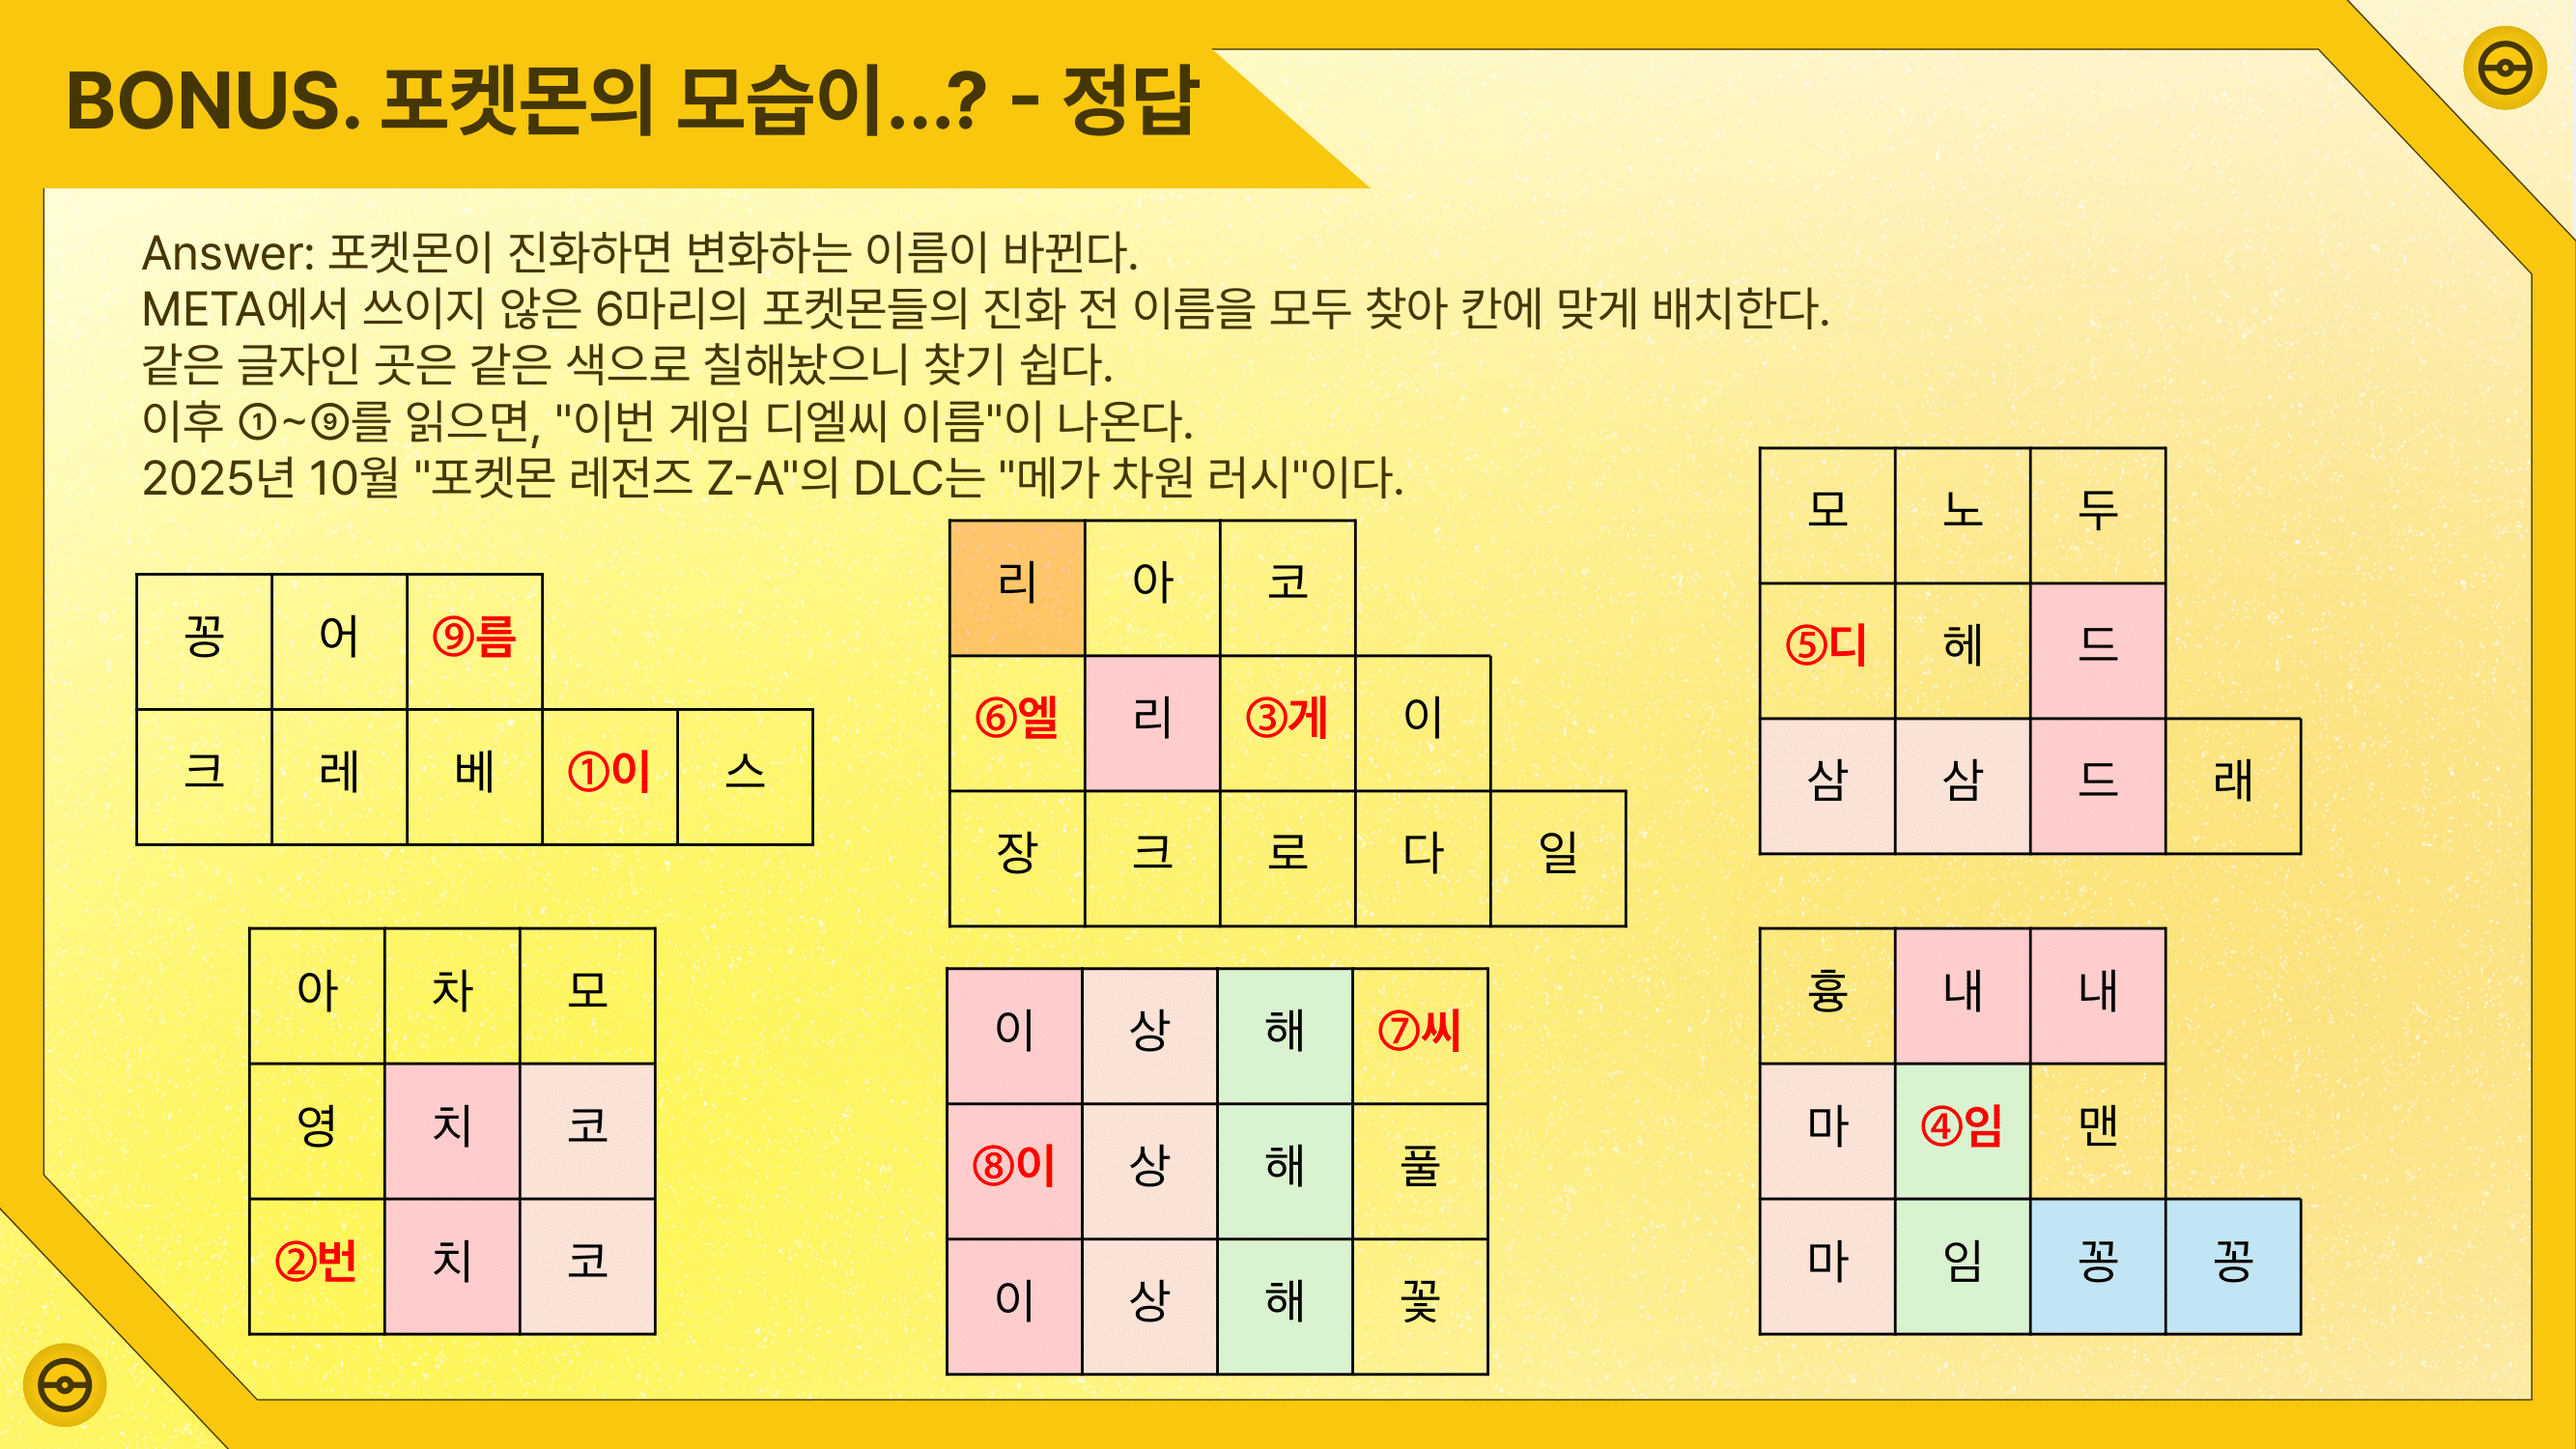 BONUS. 포켓몬의 모습이...? - 정답
Answer: 포켓몬이 진화하면 변화하는 이름이 바뀐다.
META에서 쓰이지 않은 6마리의 포켓몬들의 진화 전 이름을 모두 찾아 칸에 맞게 배치한다.
같은 글자인 곳은 같은 색으로 칠해놨으니 찾기 쉽다.
이후 ①~⑨를 읽으면, "이번 게임 디엘씨 이름"이 나온다.
2025년 10월 "포켓몬 레전즈 Z-A"의 DLC는 "메가 차원 러시"이다.
꽁 어 ⑨름
크 레 베 ①이 스
리 아 코
⑥엘 리 ③게 이
장 크 로 다 일
모 노 두
⑤디 헤 드
삼 삼 드 래
아 차 모
영 치 코
②번 치 코
이 상 해 ⑦씨
⑧이 상 해 풀
이 상 해 꽃
흉 내 내
마 ④임 맨
마 임 꽁 꽁